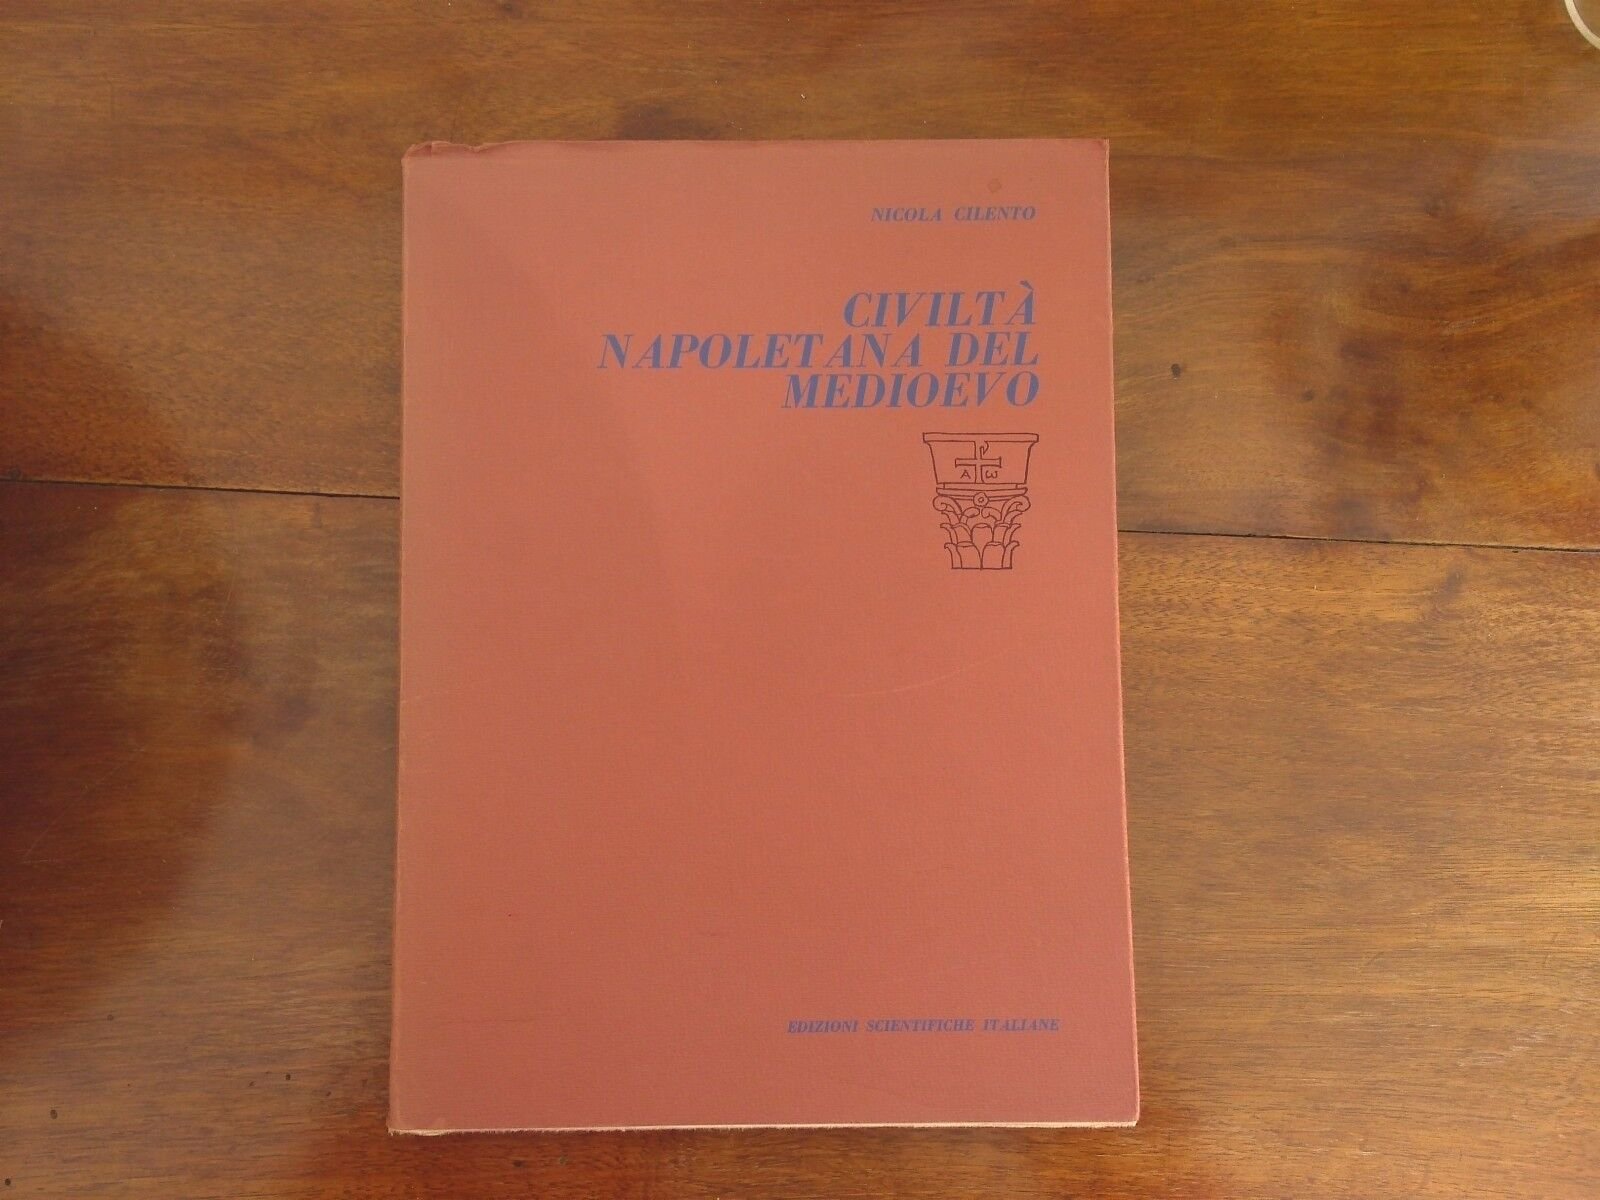 NICOLA CILENTO
CIVILTÀ
NAPOLETANA DEL
MEDIOEVO
A ω
EDIZIONI SCIENTIFICHE ITALIANE